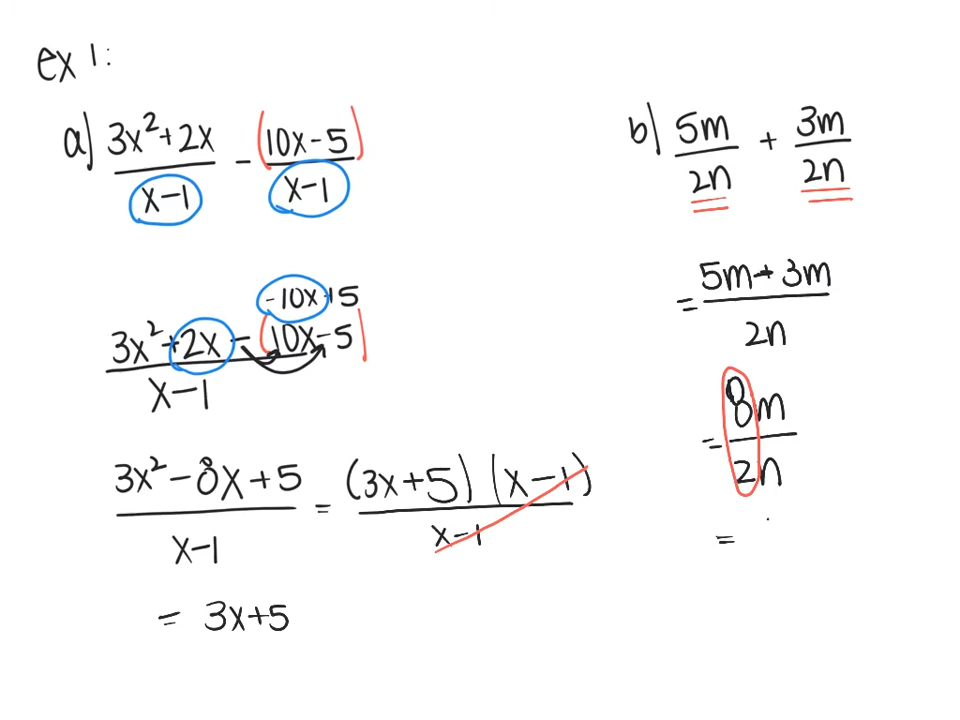 ex 1:
a) (3x²+2x)/(x-1) - (10x-5)/(x-1)
-10x+5
(3x²+2x-(10x-5))/(x-1)
(3x²-8x+5)/(x-1) = ((3x+5)(x-1))/(x-1)
= 3x+5
b) 5m/2n + 3m/2n
= (5m+3m)/2n
= 8m/2n
=